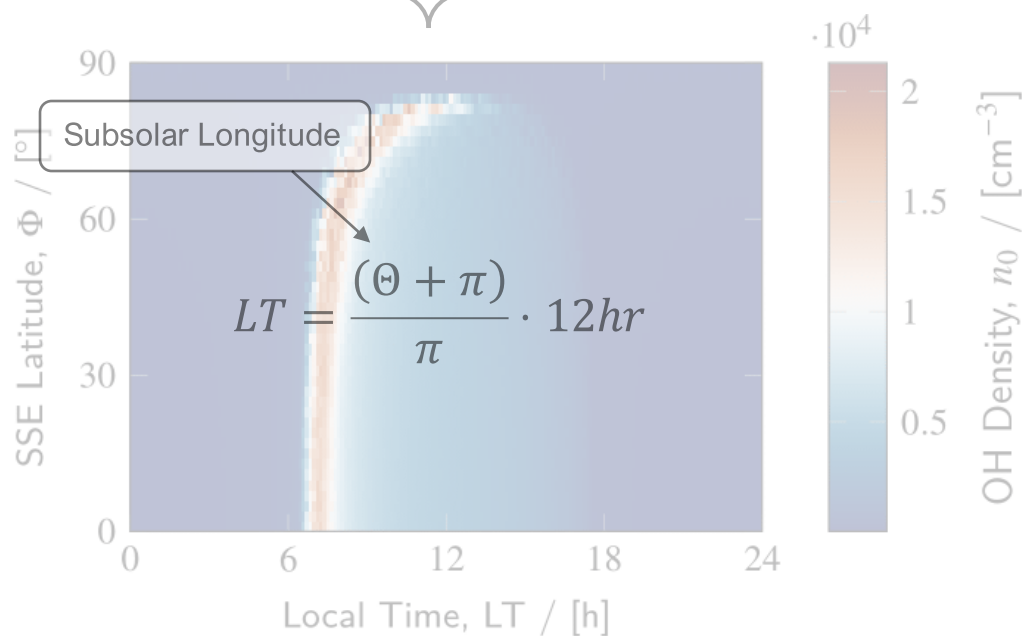 ·10⁴
90
Subsolar Longitude
60
30
0
SSE Latitude, Φ / [°]
LT = (Θ + π) / π · 12hr
0 6 12 18 24
Local Time, LT / [h]
2
1.5
1
0.5
OH Density, n₀ / [cm⁻³]